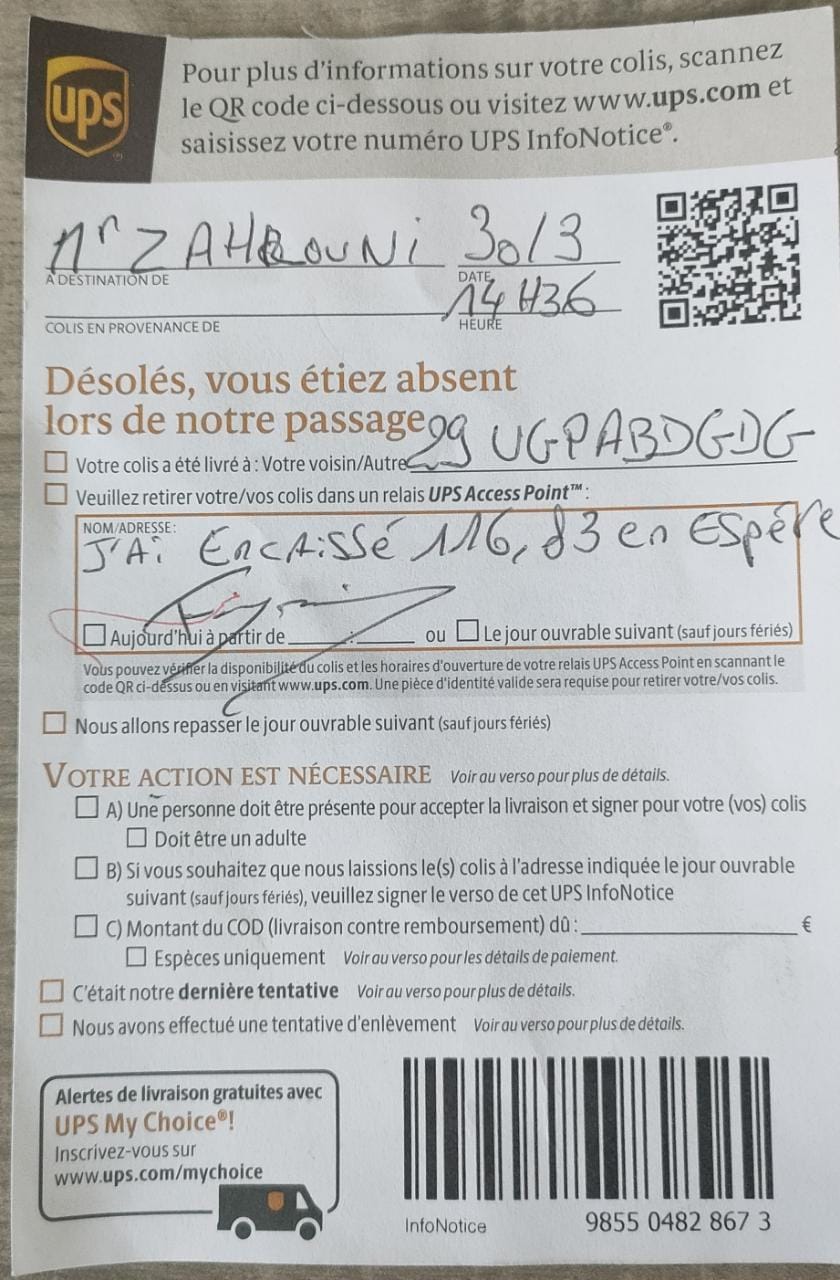 ups
Pour plus d'informations sur votre colis, scannez
le QR code ci-dessous ou visitez www.ups.com et
saisissez votre numéro UPS InfoNotice®.
Mr ZAHROUNI 30/3
À DESTINATION DE DATE
14H36
COLIS EN PROVENANCE DE HEURE
Désolés, vous étiez absent
lors de notre passage
29 UGPABDGDG
Votre colis a été livré à : Votre voisin/Autre
Veuillez retirer votre/vos colis dans un relais UPS Access Point™ :
NOM/ADRESSE :
J'Ai EncAissé 116,83 en Espére
Aujourd'hui à partir de ____:____ ou Le jour ouvrable suivant (sauf jours fériés)
Vous pouvez vérifier la disponibilité du colis et les horaires d'ouverture de votre relais UPS Access Point en scannant le
code QR ci-dessus ou en visitant www.ups.com. Une pièce d'identité valide sera requise pour retirer votre/vos colis.
Nous allons repasser le jour ouvrable suivant (sauf jours fériés)
VOTRE ACTION EST NÉCESSAIRE Voir au verso pour plus de détails.
A) Une personne doit être présente pour accepter la livraison et signer pour votre (vos) colis
Doit être un adulte
B) Si vous souhaitez que nous laissions le(s) colis à l'adresse indiquée le jour ouvrable
suivant (sauf jours fériés), veuillez signer le verso de cet UPS InfoNotice
C) Montant du COD (livraison contre remboursement) dû : ____ €
Espèces uniquement Voir au verso pour les détails de paiement.
C'était notre dernière tentative Voir au verso pour plus de détails.
Nous avons effectué une tentative d'enlèvement Voir au verso pour plus de détails.
Alertes de livraison gratuites avec
UPS My Choice®!
Inscrivez-vous sur
www.ups.com/mychoice
InfoNotice 9855 0482 867 3